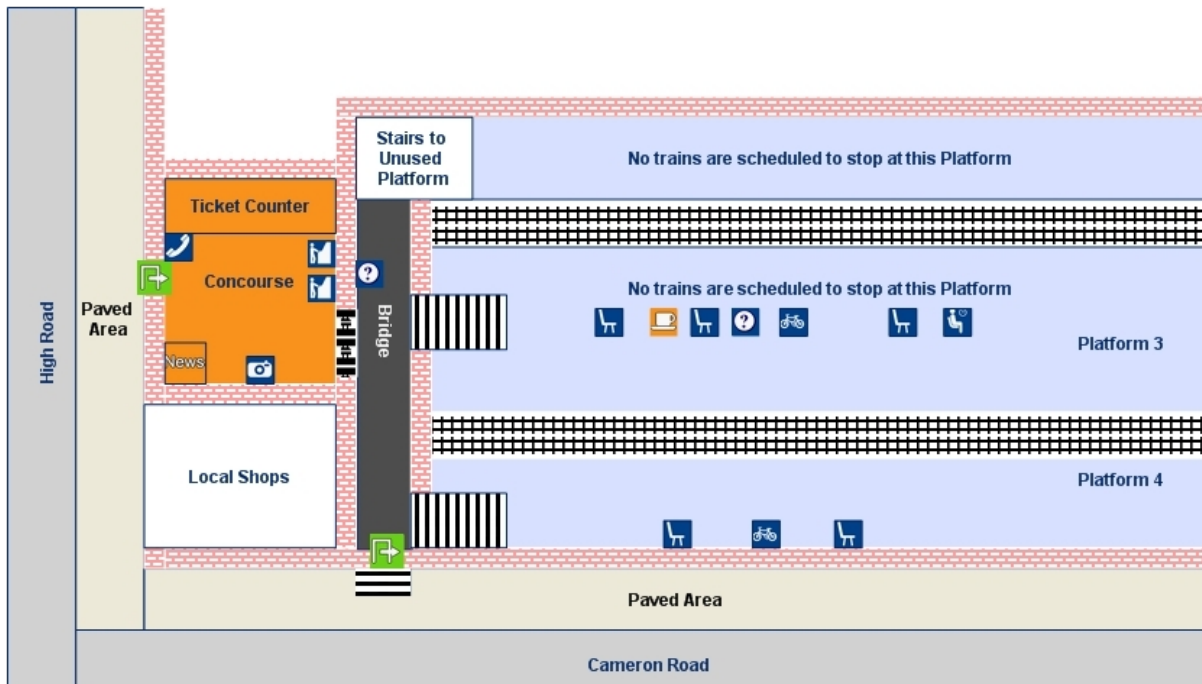 Stairs to
Unused
Platform
No trains are scheduled to stop at this Platform
Ticket Counter
Concourse
?
No trains are scheduled to stop at this Platform
?
High Road
Paved
Area
Bridge
Platform 3
News
Local Shops
Platform 4
Paved Area
Cameron Road